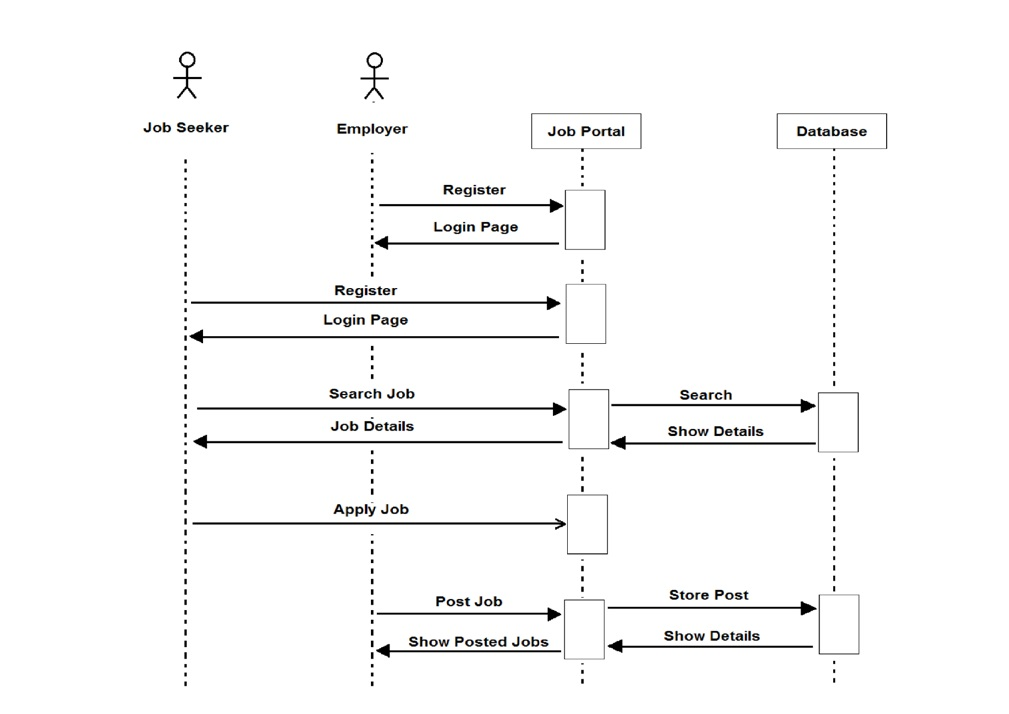 Job Seeker
Employer
Job Portal
Database
Register
Login Page
Register
Login Page
Search Job
Search
Job Details
Show Details
Apply Job
Post Job
Store Post
Show Posted Jobs
Show Details